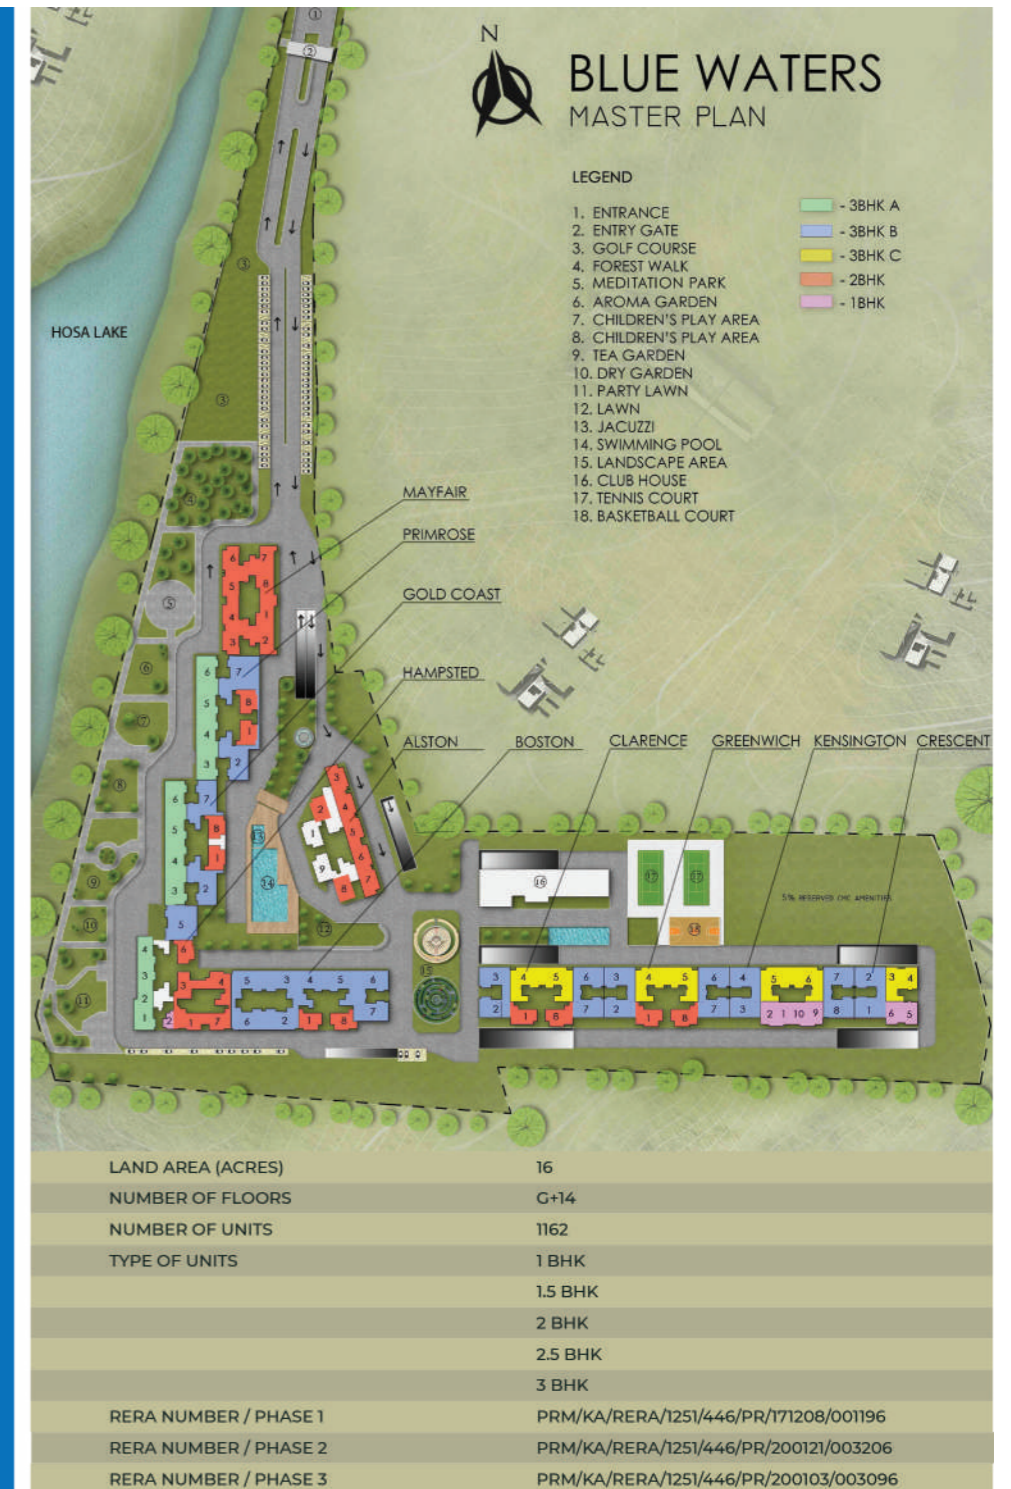 N
BLUE WATERS
MASTER PLAN
LEGEND
1. ENTRANCE
2. ENTRY GATE
3. GOLF COURSE
4. FOREST WALK
5. MEDITATION PARK
6. AROMA GARDEN
7. CHILDREN'S PLAY AREA
8. CHILDREN'S PLAY AREA
9. TEA GARDEN
10. DRY GARDEN
11. PARTY LAWN
12. LAWN
13. JACUZZI
14. SWIMMING POOL
15. LANDSCAPE AREA
16. CLUB HOUSE
17. TENNIS COURT
18. BASKETBALL COURT
- 3BHK A
- 3BHK B
- 3BHK C
- 2BHK
- 1BHK
HOSA LAKE
MAYFAIR
PRIMROSE
GOLD COAST
HAMPSTED
ALSTON
BOSTON
CLARENCE
GREENWICH
KENSINGTON
CRESCENT
5% RESERVED CIVIC AMENITIES
LAND AREA (ACRES) 16
NUMBER OF FLOORS G+14
NUMBER OF UNITS 1162
TYPE OF UNITS 1 BHK
1.5 BHK
2 BHK
2.5 BHK
3 BHK
RERA NUMBER / PHASE 1 PRM/KA/RERA/1251/446/PR/171208/001196
RERA NUMBER / PHASE 2 PRM/KA/RERA/1251/446/PR/200121/003206
RERA NUMBER / PHASE 3 PRM/KA/RERA/1251/446/PR/200103/003096